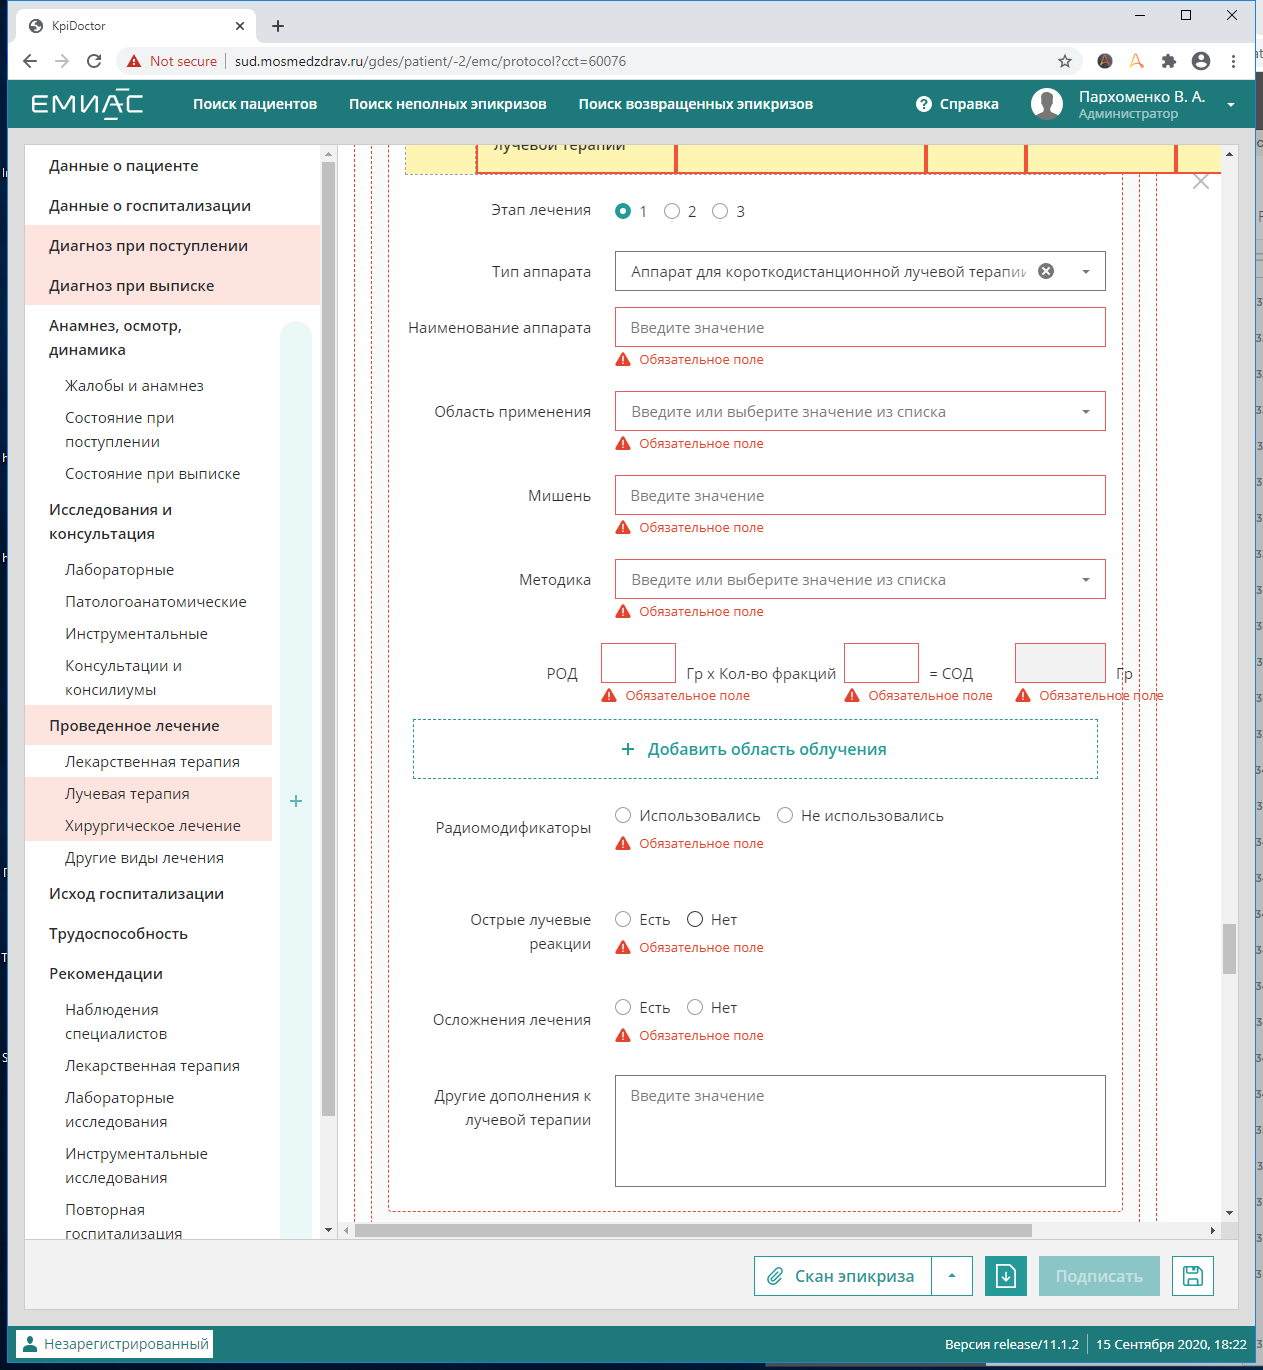 KpiDoctor
Not secure
sud.mosmedzdrav.ru/gdes/patient/-2/emc/protocol?cct=60076
ЕМИАС
Поиск пациентов
Поиск неполных эпикризов
Поиск возвращенных эпикризов
Справка
Пархоменко В. А.
Администратор
Данные о пациенте
Данные о госпитализации
Диагноз при поступлении
Диагноз при выписке
Анамнез, осмотр,
динамика
Жалобы и анамнез
Состояние при
поступлении
Состояние при выписке
Исследования и
консультация
Лабораторные
Патологоанатомические
Инструментальные
Консультации и
консилиумы
Проведенное лечение
Лекарственная терапия
Лучевая терапия
Хирургическое лечение
Другие виды лечения
Исход госпитализации
Трудоспособность
Рекомендации
Наблюдения
специалистов
Лекарственная терапия
Лабораторные
исследования
Инструментальные
исследования
Повторная
госпитализация
лучевой терапии
Этап лечения
1 2 3
Тип аппарата
Аппарат для короткодистанционной лучевой терапии
Наименование аппарата
Введите значение
Обязательное поле
Область применения
Введите или выберите значение из списка
Обязательное поле
Мишень
Введите значение
Обязательное поле
Методика
Введите или выберите значение из списка
Обязательное поле
РОД Гр х Кол-во фракций = СОД Гр
Обязательное поле Обязательное поле Обязательное поле
+ Добавить область облучения
Радиомодификаторы
Использовались Не использовались
Обязательное поле
Острые лучевые
реакции
Есть Нет
Обязательное поле
Осложнения лечения
Есть Нет
Обязательное поле
Другие дополнения к
лучевой терапии
Введите значение
Скан эпикриза
Подписать
Незарегистрированный
Версия release/11.1.2
15 Сентября 2020, 18:22